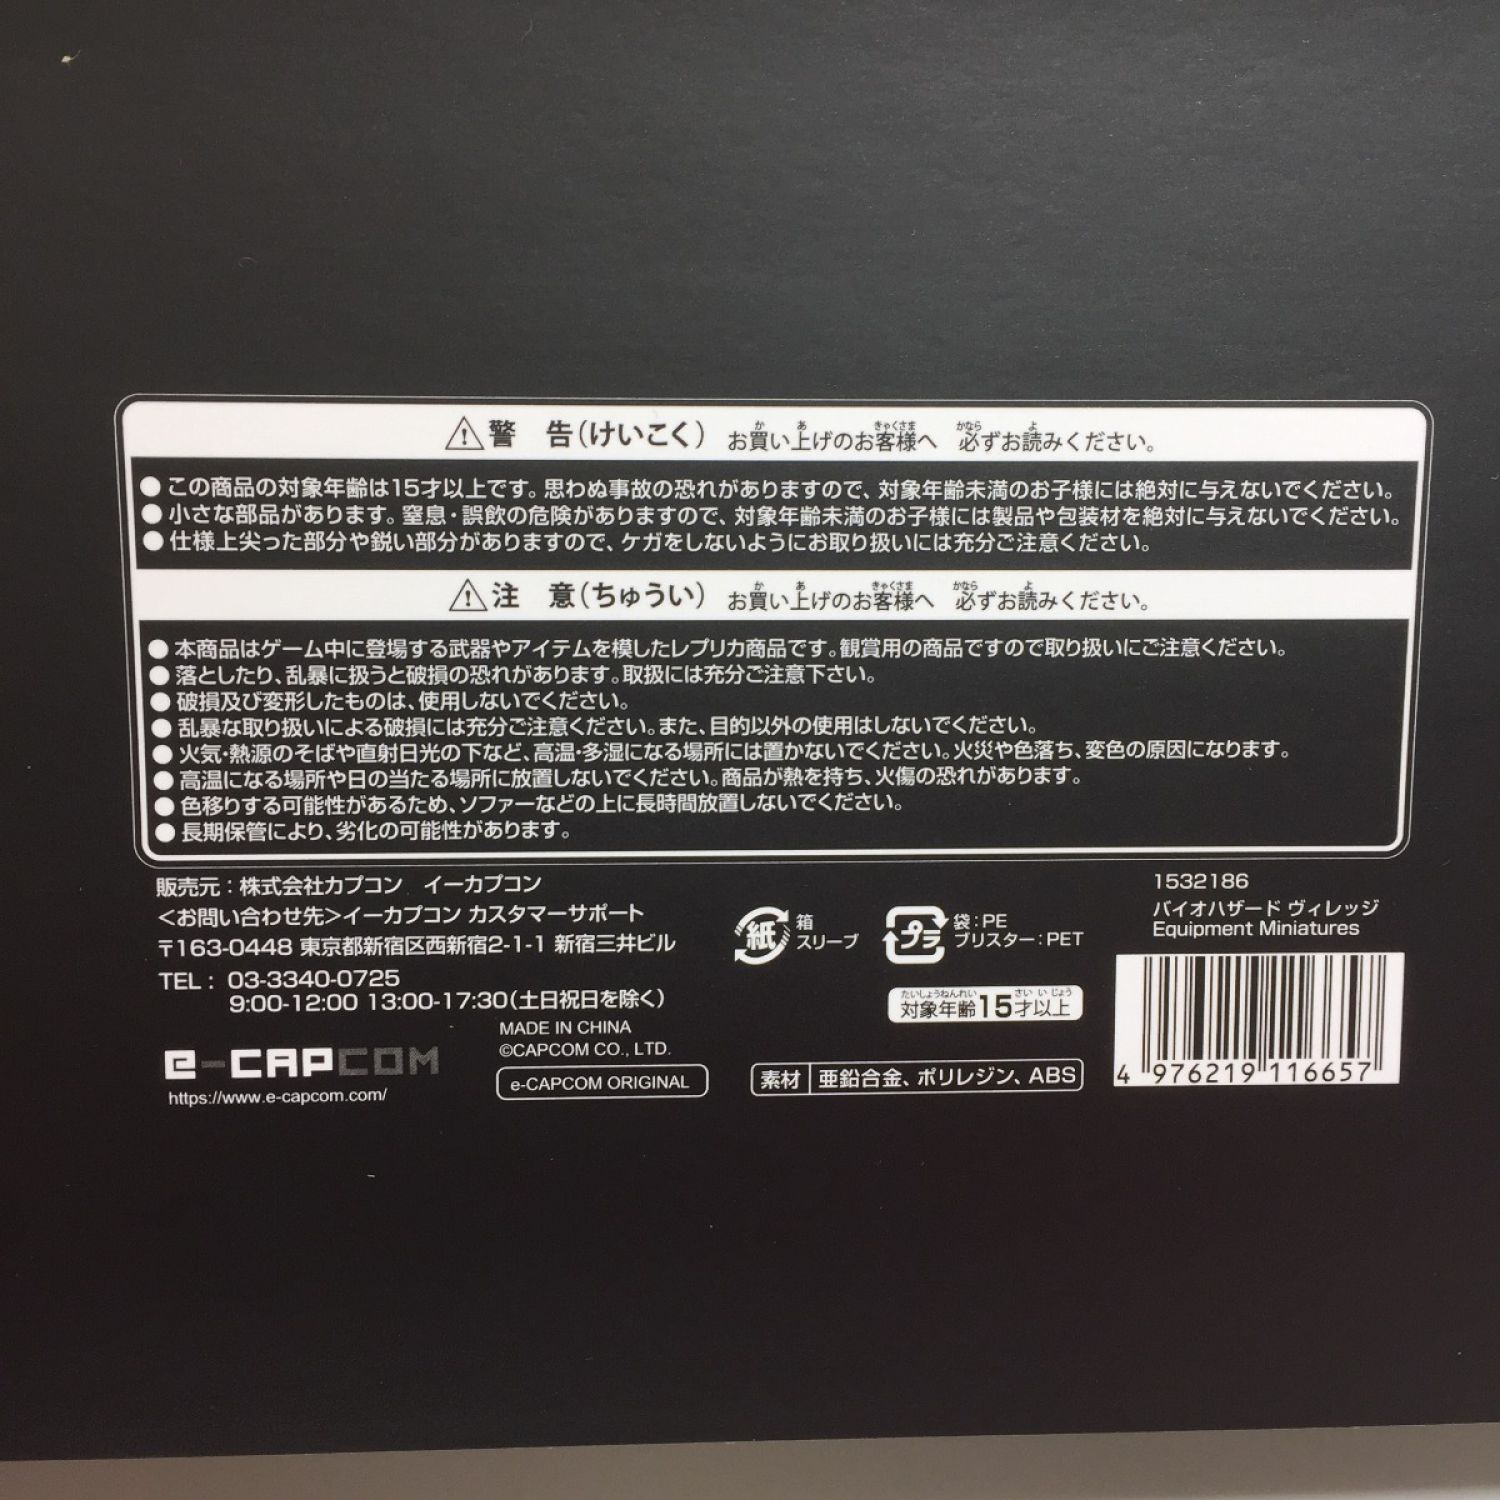 警 告(けいこく) お買い上げのお客様へ 必ずお読みください。
●この商品の対象年齢は15才以上です。思わぬ事故の恐れがありますので、対象年齢未満のお子様には絶対に与えないでください。
●小さな部品があります。窒息・誤飲の危険がありますので、対象年齢未満のお子様には製品や包装材を絶対に与えないでください。
●仕様上尖った部分や鋭い部分がありますので、ケガをしないようにお取り扱いには充分ご注意ください。
注 意(ちゅうい) お買い上げのお客様へ 必ずお読みください。
●本商品はゲーム中に登場する武器やアイテムを模したレプリカ商品です。観賞用の商品ですので取り扱いにご注意ください。
●落としたり、乱暴に扱うと破損の恐れがあります。取扱には充分ご注意下さい。
●破損及び変形したものは、使用しないでください。
●乱暴な取り扱いによる破損には充分ご注意ください。また、目的以外の使用はしないでください。
●火気・熱源のそばや直射日光の下など、高温・多湿になる場所には置かないでください。火災や色落ち、変色の原因になります。
●高温になる場所や日の当たる場所に放置しないでください。商品が熱を持ち、火傷の恐れがあります。
●色移りする可能性があるため、ソファーなどの上に長時間放置しないでください。
●長期保管により、劣化の可能性があります。
販売元：株式会社カプコン イーカプコン
<お問い合わせ先>イーカプコン カスタマーサポート
〒163-0448 東京都新宿区西新宿2-1-1 新宿三井ビル
TEL： 03-3340-0725
9:00-12:00 13:00-17:30(土日祝日を除く)
MADE IN CHINA
©CAPCOM CO., LTD.
e-CAPCOM
e-CAPCOM ORIGINAL
https://www.e-capcom.com/
紙 箱
スリーブ
プラ 袋：PE
ブリスター：PET
たいしょうねんれい さい いじょう
対象年齢15才以上
素材 亜鉛合金、ポリレジン、ABS
1532186
バイオハザード ヴィレッジ
Equipment Miniatures
4 976219 116657